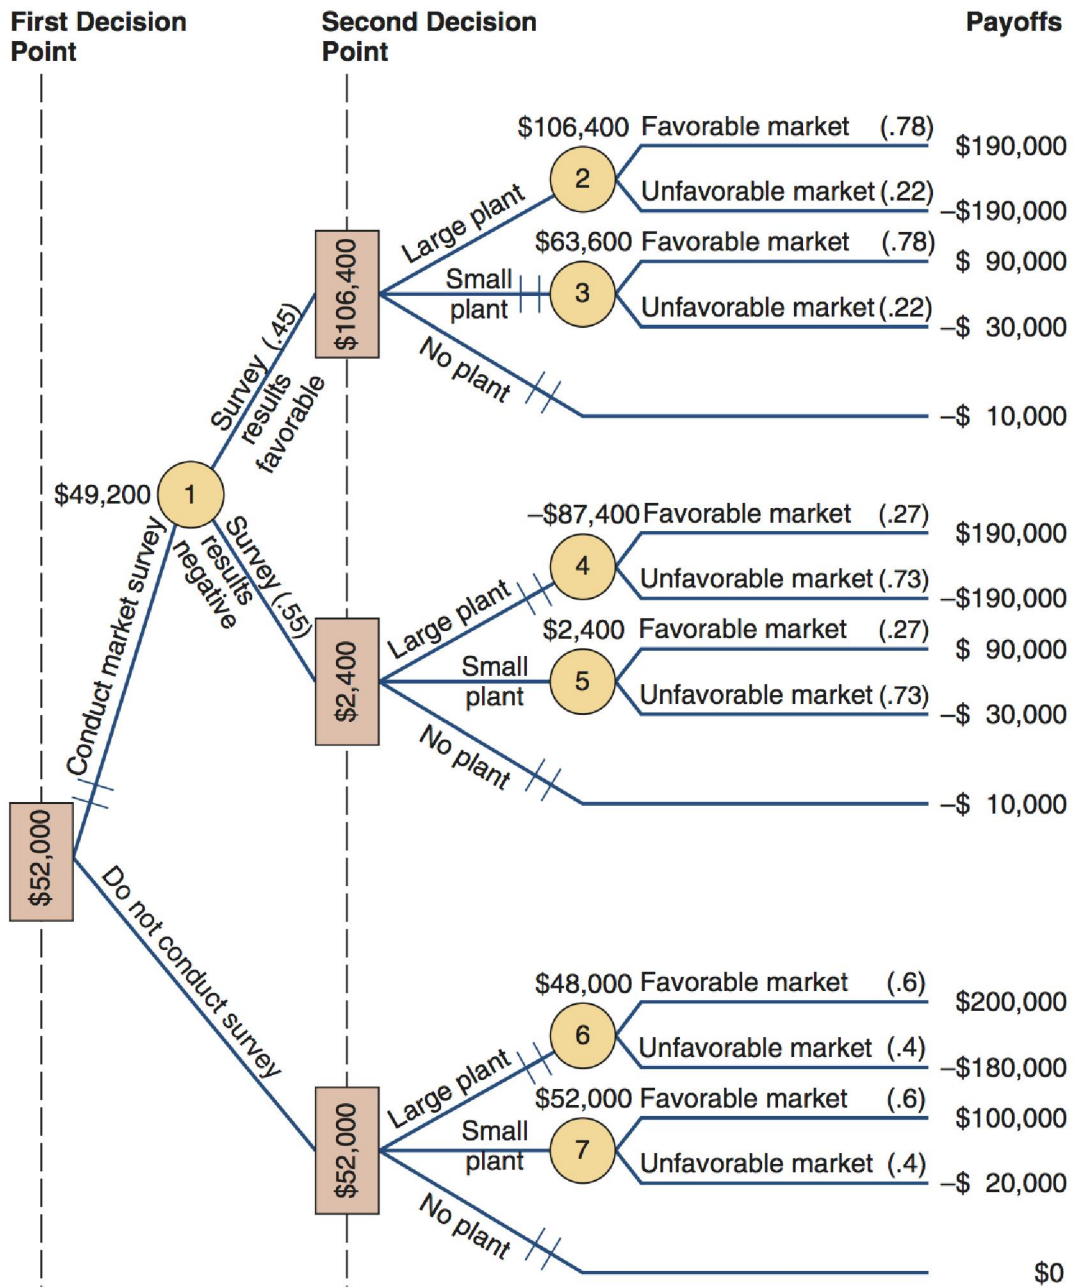 First Decision
Point
Second Decision
Point
Payoffs
$106,400 Favorable market (.78)
$190,000
2
Unfavorable market (.22)
–$190,000
Large plant
$63,600 Favorable market (.78)
$ 90,000
$106,400
Small
plant
3
Unfavorable market (.22)
–$ 30,000
No plant
–$ 10,000
Survey (.45)
results
favorable
$49,200
1
Survey (.55)
results
negative
–$87,400 Favorable market (.27)
$190,000
4
Unfavorable market (.73)
–$190,000
Large plant
$2,400 Favorable market (.27)
$ 90,000
$2,400
Small
plant
5
Unfavorable market (.73)
–$ 30,000
No plant
–$ 10,000
Conduct market survey
$52,000
Do not conduct survey
$48,000 Favorable market (.6)
$200,000
6
Unfavorable market (.4)
–$180,000
Large plant
$52,000 Favorable market (.6)
$100,000
$52,000
Small
plant
7
Unfavorable market (.4)
–$ 20,000
No plant
$0